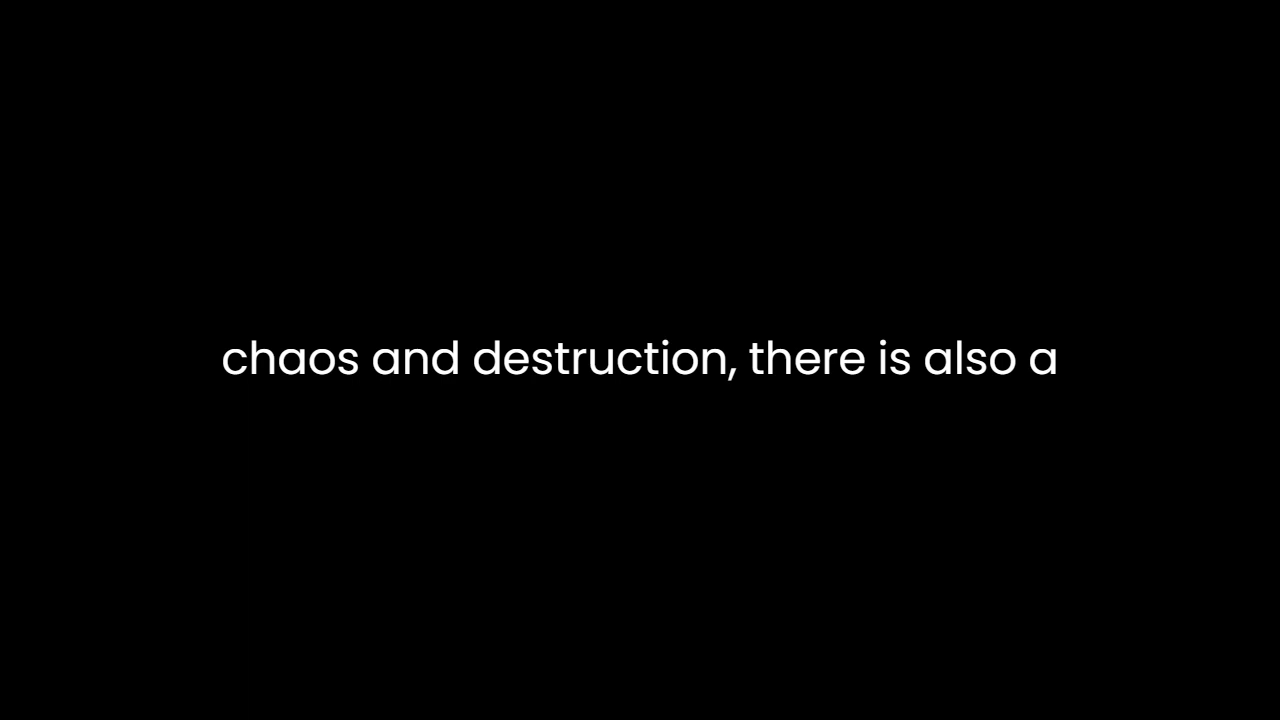 chaos and destruction, there is also a